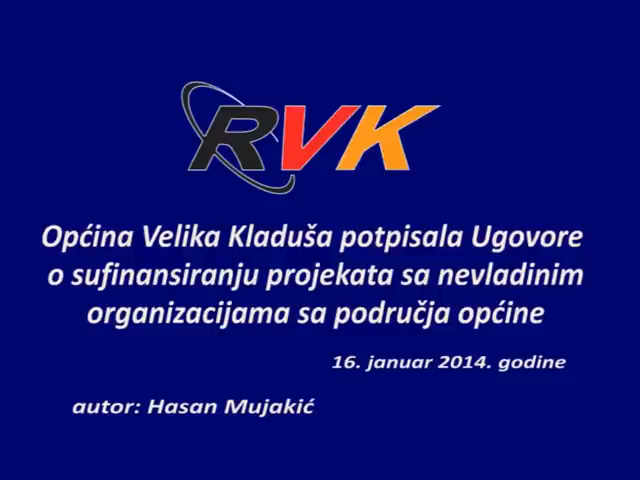 RVK
Općina Velika Kladuša potpisala Ugovore
o sufinansiranju projekata sa nevladinim
organizacijama sa područja općine
16. januar 2014. godine
autor: Hasan Mujakić